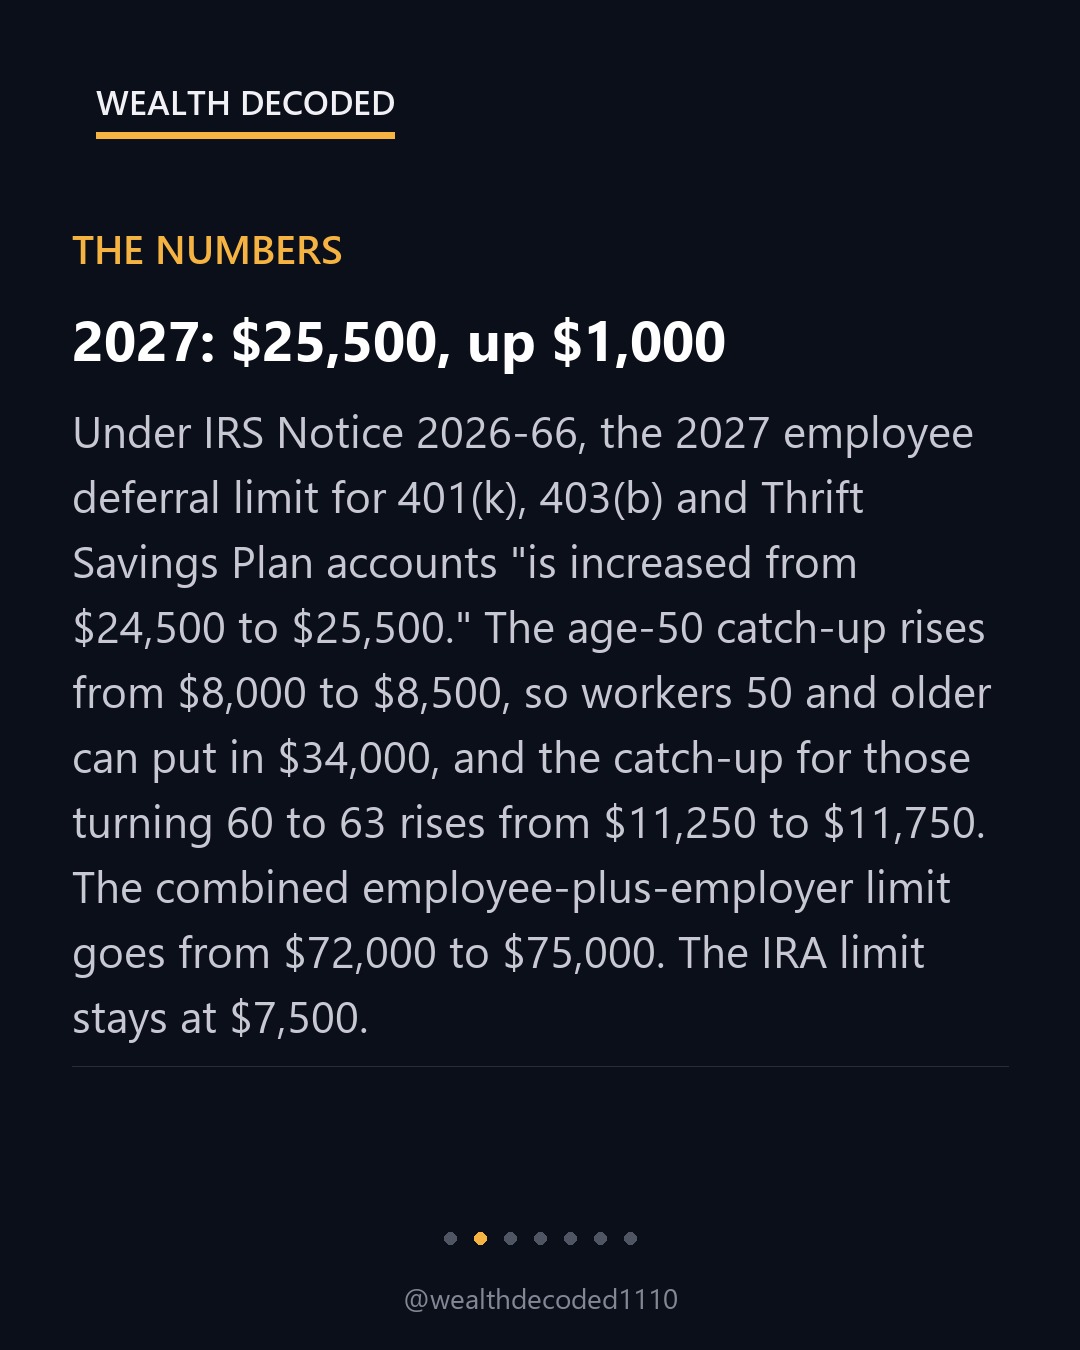 WEALTH DECODED
THE NUMBERS
2027: $25,500, up $1,000
Under IRS Notice 2026-66, the 2027 employee
deferral limit for 401(k), 403(b) and Thrift
Savings Plan accounts "is increased from
$24,500 to $25,500." The age-50 catch-up rises
from $8,000 to $8,500, so workers 50 and older
can put in $34,000, and the catch-up for those
turning 60 to 63 rises from $11,250 to $11,750.
The combined employee-plus-employer limit
goes from $72,000 to $75,000. The IRA limit
stays at $7,500.
@wealthdecoded1110